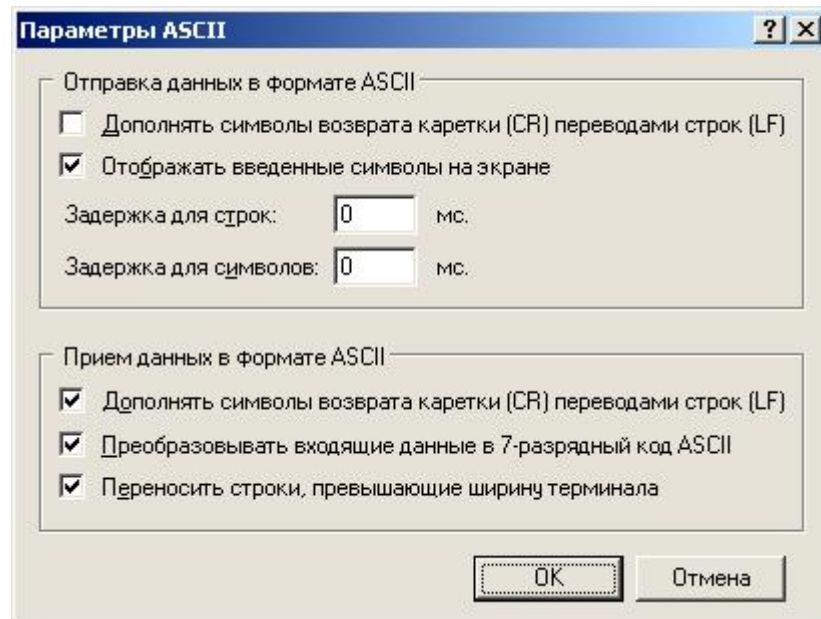 Параметры ASCII
Отправка данных в формате ASCII
Дополнять символы возврата каретки (CR) переводами строк (LF)
Отображать введенные символы на экране
Задержка для строк: 0 мс.
Задержка для символов: 0 мс.
Прием данных в формате ASCII
Дополнять символы возврата каретки (CR) переводами строк (LF)
Преобразовывать входящие данные в 7-разрядный код ASCII
Переносить строки, превышающие ширину терминала
OK Отмена